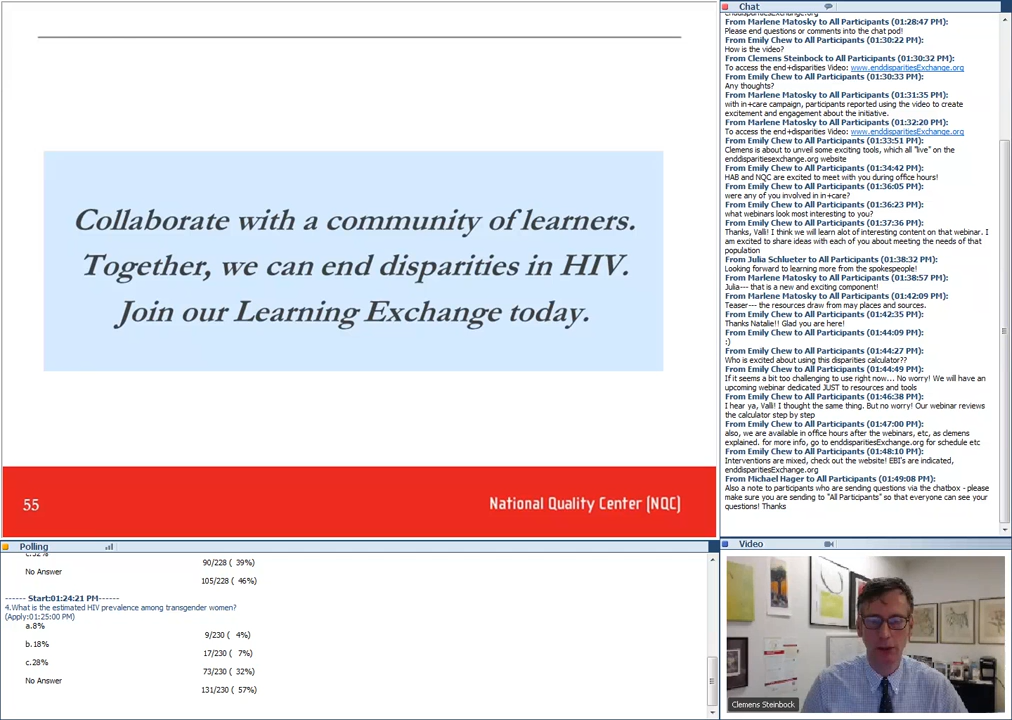 Collaborate with a community of learners.
Together, we can end disparities in HIV.
Join our Learning Exchange today.
55
National Quality Center (NQC)
Chat
enddisparitiesExchange.org
From Marlene Matosky to All Participants (01:28:47 PM):
Please end questions or comments into the chat pod!
From Emily Chew to All Participants (01:30:22 PM):
How is the video?
From Clemens Steinbock to All Participants (01:30:32 PM):
To access the end+disparities Video: www.enddisparitiesExchange.org
From Emily Chew to All Participants (01:30:33 PM):
Any thoughts?
From Marlene Matosky to All Participants (01:31:35 PM):
with in+care campaign, participants reported using the video to create
excitement and engagement about the initiative.
From Marlene Matosky to All Participants (01:32:20 PM):
To access the end+disparities Video: www.enddisparitiesExchange.org
From Emily Chew to All Participants (01:33:51 PM):
Clemens is about to unveil some exciting tools, which all "live" on the
enddisparitiesexchange.org website
From Emily Chew to All Participants (01:34:42 PM):
HAB and NQC are excited to meet with you during office hours!
From Emily Chew to All Participants (01:36:05 PM):
were any of you involved in in+care?
From Emily Chew to All Participants (01:36:23 PM):
what webinars look most interesting to you?
From Emily Chew to All Participants (01:37:36 PM):
Thanks, Valli! I think we will learn alot of interesting content on that webinar. I
am excited to share ideas with each of you about meeting the needs of that
population
From Julia Schlueter to All Participants (01:38:32 PM):
Looking forward to learning more from the spokespeople!
From Marlene Matosky to All Participants (01:38:57 PM):
Julia--- that is a new and exciting component!
From Marlene Matosky to All Participants (01:42:09 PM):
Teaser--- the resources draw from may places and sources.
From Emily Chew to All Participants (01:42:35 PM):
Thanks Natalie!! Glad you are here!
From Emily Chew to All Participants (01:44:09 PM):
:)
From Emily Chew to All Participants (01:44:27 PM):
Who is excited about using this disparities calculator??
From Emily Chew to All Participants (01:44:49 PM):
If it seems a bit too challenging to use right now... No worry! We will have an
upcoming webinar dedicated JUST to resources and tools
From Emily Chew to All Participants (01:46:38 PM):
I hear ya, Valli! I thought the same thing. But no worry! Our webinar reviews
the calculator step by step
From Emily Chew to All Participants (01:47:00 PM):
also, we are available in office hours after the webinars, etc, as clemens
explained. for more info, go to enddisparitiesExchange.org for schedule etc
From Emily Chew to All Participants (01:48:10 PM):
Interventions are mixed, check out the website! EBI's are indicated,
enddisparitiesExchange.org
From Michael Hager to All Participants (01:49:08 PM):
Also a note to participants who are sending questions via the chatbox - please
make sure you are sending to "All Participants" so that everyone can see your
questions! Thanks
Polling
c.52%
90/228 ( 39%)
No Answer
105/228 ( 46%)
------ Start:01:24:21 PM------
4.What is the estimated HIV prevalence among transgender women?
(Apply:01:25:00 PM)
a.8%
9/230 ( 4%)
b.18%
17/230 ( 7%)
c.28%
73/230 ( 32%)
No Answer
131/230 ( 57%)
Video
Clemens Steinbock